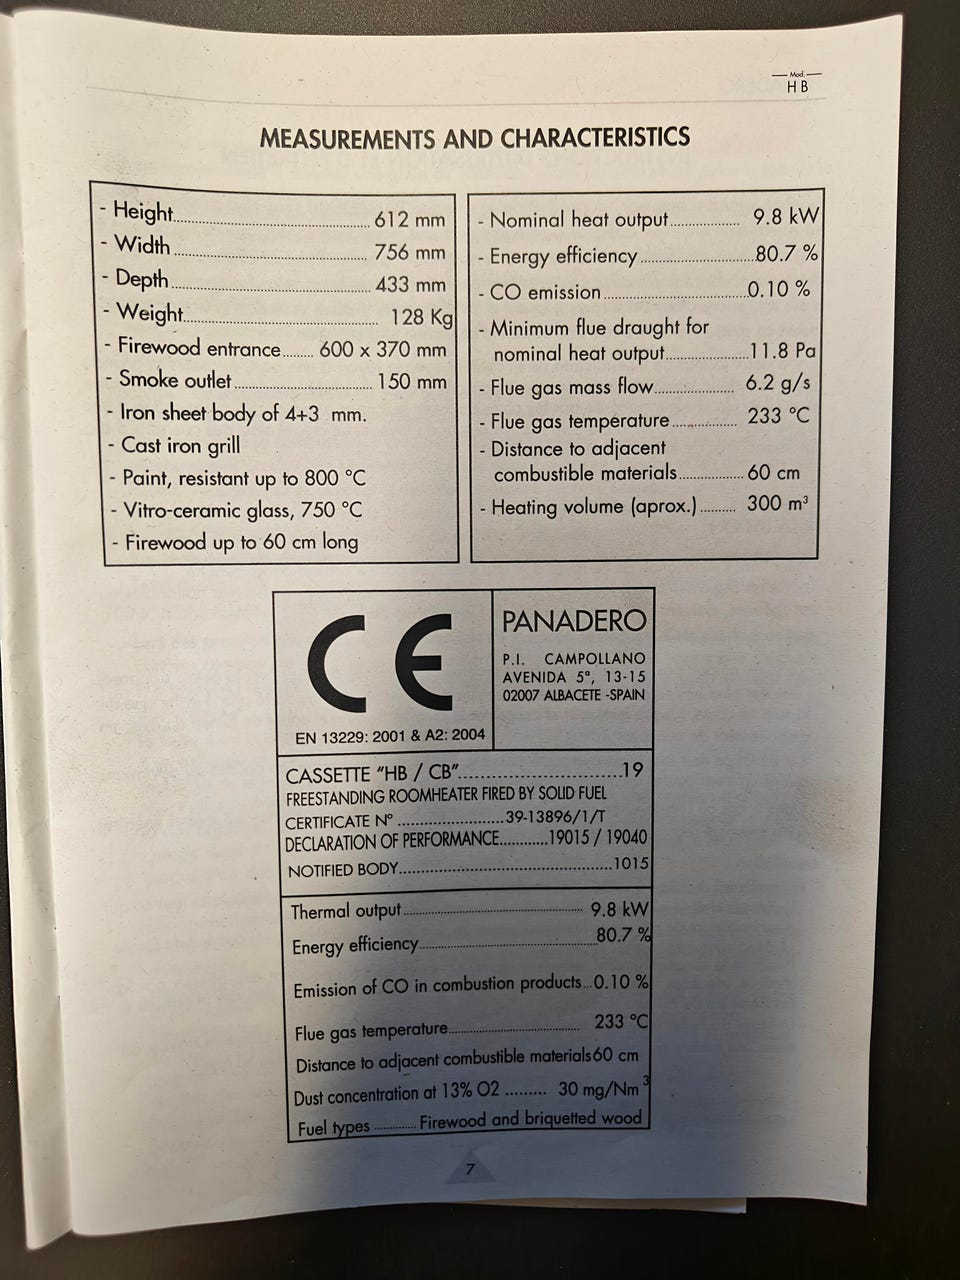 Mod.
H B
MEASUREMENTS AND CHARACTERISTICS
- Height.......... 612 mm
- Width .......... 756 mm
- Depth .......... 433 mm
- Weight.......... 128 Kg
- Firewood entrance........ 600 x 370 mm
- Smoke outlet .......... 150 mm
- Iron sheet body of 4+3 mm.
- Cast iron grill
- Paint, resistant up to 800 °C
- Vitro-ceramic glass, 750 °C
- Firewood up to 60 cm long
- Nominal heat output.......... 9.8 kW
- Energy efficiency ..........80.7 %
- CO emission ..........0.10 %
- Minimum flue draught for
nominal heat output..........11.8 Pa
- Flue gas mass flow.......... 6.2 g/s
- Flue gas temperature .......... 233 °C
- Distance to adjacent
combustible materials.......... 60 cm
- Heating volume (aprox.) .......... 300 m³
CE
EN 13229: 2001 & A2: 2004
PANADERO
P.I. CAMPOLLANO
AVENIDA 5ª, 13-15
02007 ALBACETE -SPAIN
CASSETTE "HB / CB"..........19
FREESTANDING ROOMHEATER FIRED BY SOLID FUEL
CERTIFICATE Nº ..........39-13896/1/T
DECLARATION OF PERFORMANCE..........19015 / 19040
NOTIFIED BODY..........1015
Thermal output .......... 9.8 kW
Energy efficiency..........80.7 %
Emission of CO in combustion products...0.10 %
Flue gas temperature.......... 233 °C
Distance to adjacent combustible materials60 cm
Dust concentration at 13% O2 ......... 30 mg/Nm³
Fuel types .......... Firewood and briquetted wood
7